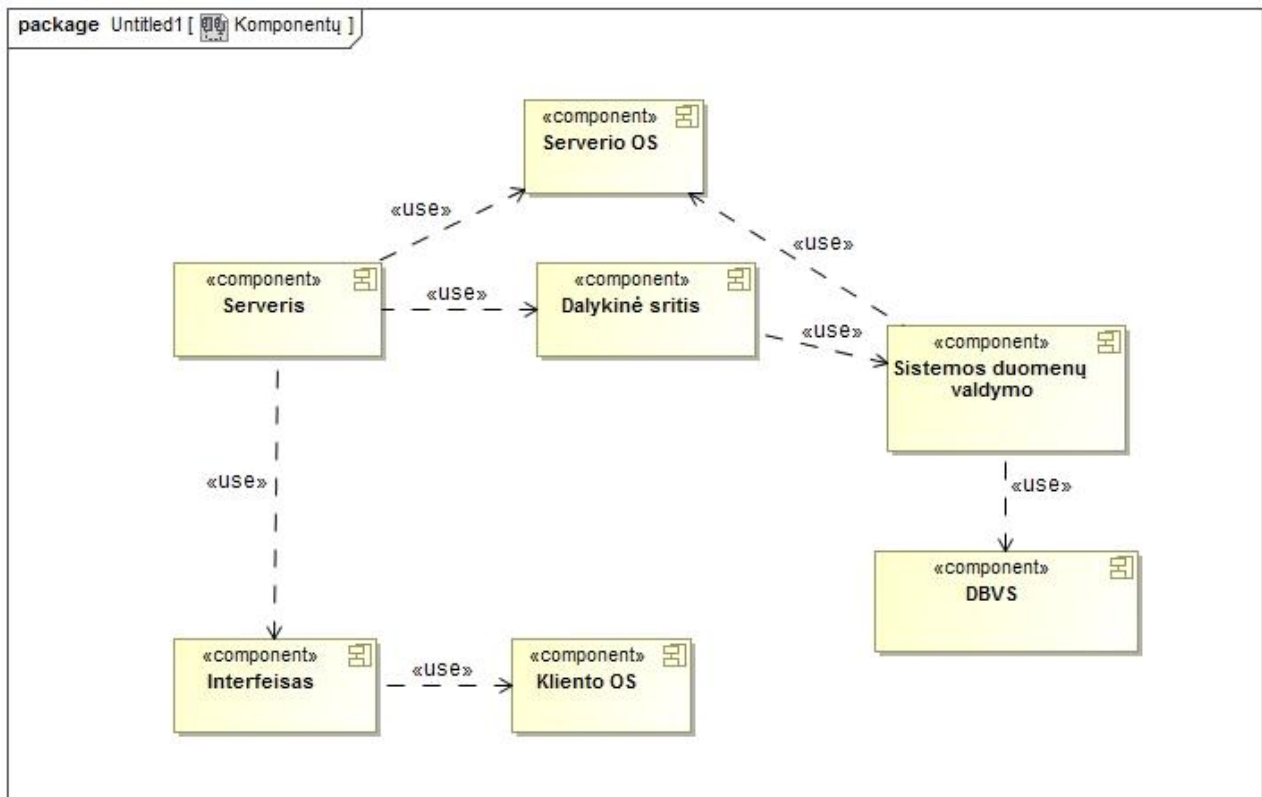 package Untitled1 [ Komponentų ]
«component»
Serverio OS
«use»
«use»
«component»
Serveris
«use»
«component»
Dalykinė sritis
«use»
«component»
Sistemos duomenų
valdymo
«use»
«use»
«component»
DBVS
«component»
Interfeisas
«use»
«component»
Kliento OS